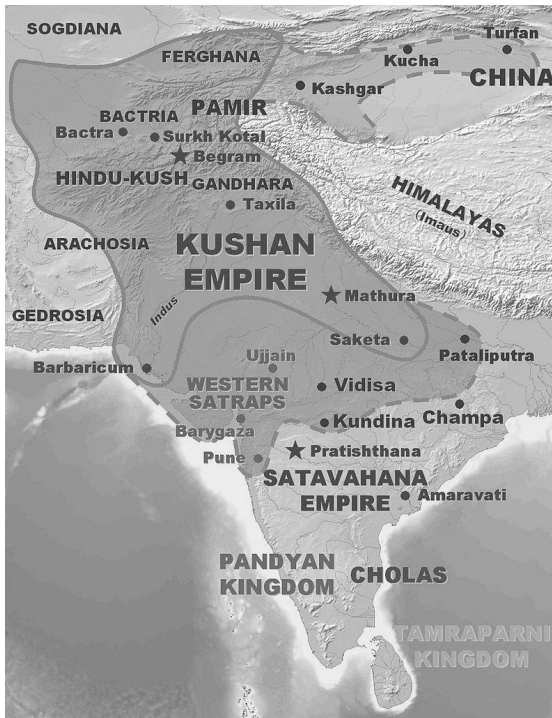 SOGDIANA
Turfan
FERGHANA
Kucha
CHINA
Kashgar
PAMIR
BACTRIA
Bactra
Surkh Kotal
Begram
HINDU-KUSH
GANDHARA
Taxila
HIMALAYAS
(Imaus)
ARACHOSIA
KUSHAN
EMPIRE
Mathura
Indus
GEDROSIA
Saketa
Pataliputra
Ujjain
Barbaricum
WESTERN
SATRAPS
Vidisa
Champa
Barygaza
Kundina
Pune
Pratishthana
SATAVAHANA
EMPIRE
Amaravati
PANDYAN
KINGDOM
CHOLAS
TAMRAPARNI
KINGDOM